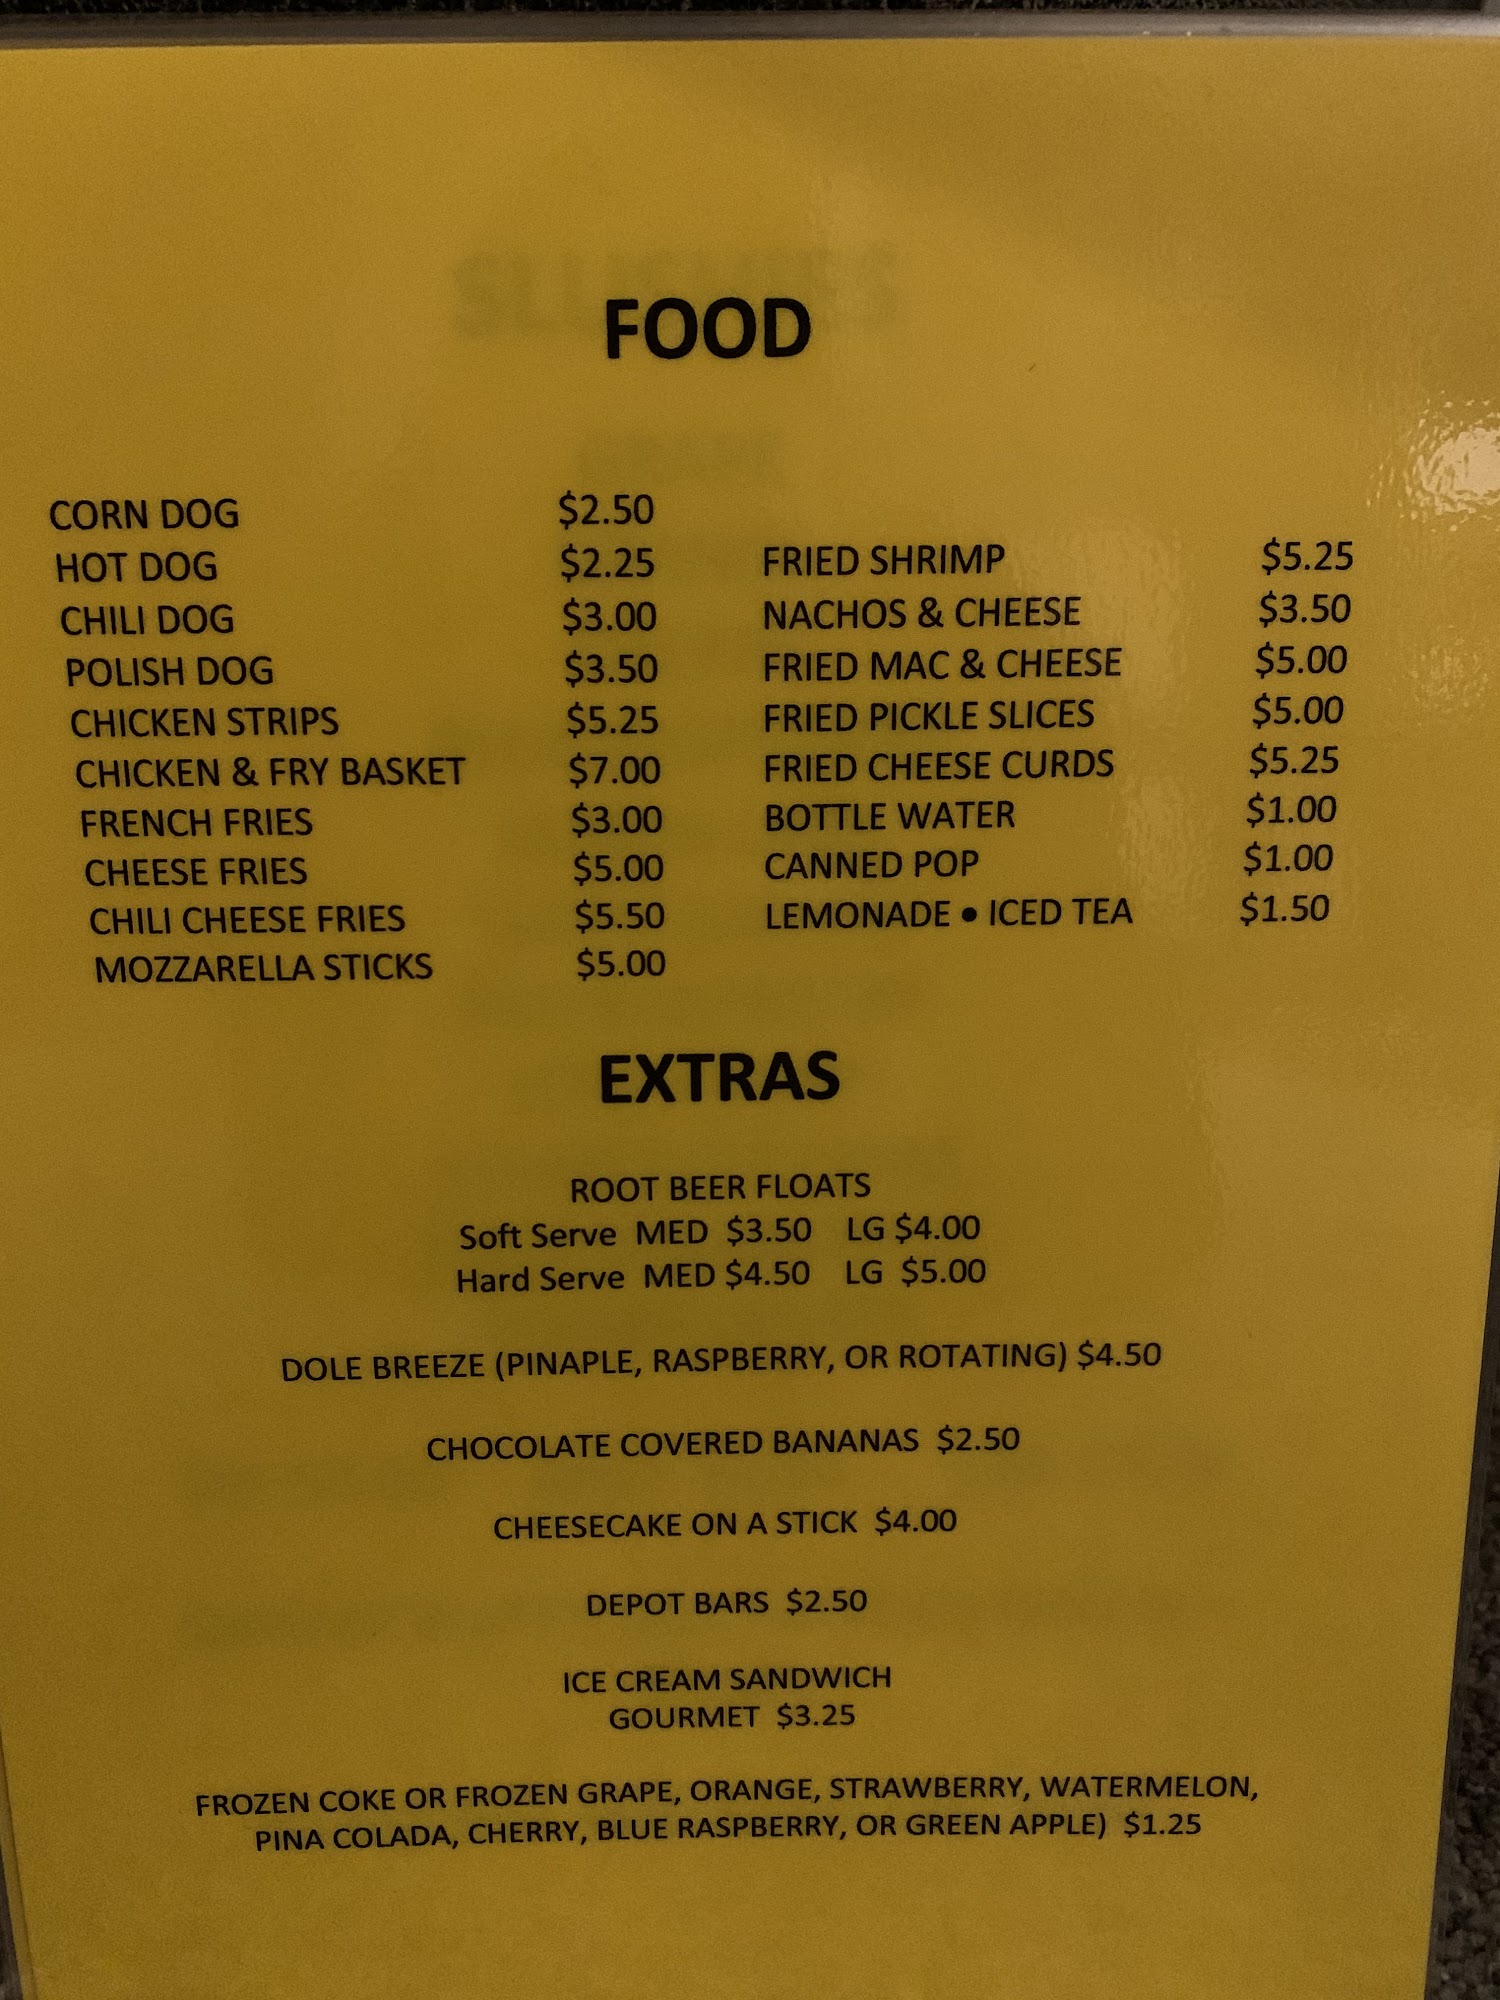 FOOD
CORN DOG $2.50
HOT DOG $2.25
CHILI DOG $3.00
POLISH DOG $3.50
CHICKEN STRIPS $5.25
CHICKEN & FRY BASKET $7.00
FRENCH FRIES $3.00
CHEESE FRIES $5.00
CHILI CHEESE FRIES $5.50
MOZZARELLA STICKS $5.00
FRIED SHRIMP $5.25
NACHOS & CHEESE $3.50
FRIED MAC & CHEESE $5.00
FRIED PICKLE SLICES $5.00
FRIED CHEESE CURDS $5.25
BOTTLE WATER $1.00
CANNED POP $1.00
LEMONADE • ICED TEA $1.50
EXTRAS
ROOT BEER FLOATS
Soft Serve MED $3.50 LG $4.00
Hard Serve MED $4.50 LG $5.00
DOLE BREEZE (PINAPLE, RASPBERRY, OR ROTATING) $4.50
CHOCOLATE COVERED BANANAS $2.50
CHEESECAKE ON A STICK $4.00
DEPOT BARS $2.50
ICE CREAM SANDWICH
GOURMET $3.25
FROZEN COKE OR FROZEN GRAPE, ORANGE, STRAWBERRY, WATERMELON,
PINA COLADA, CHERRY, BLUE RASPBERRY, OR GREEN APPLE) $1.25